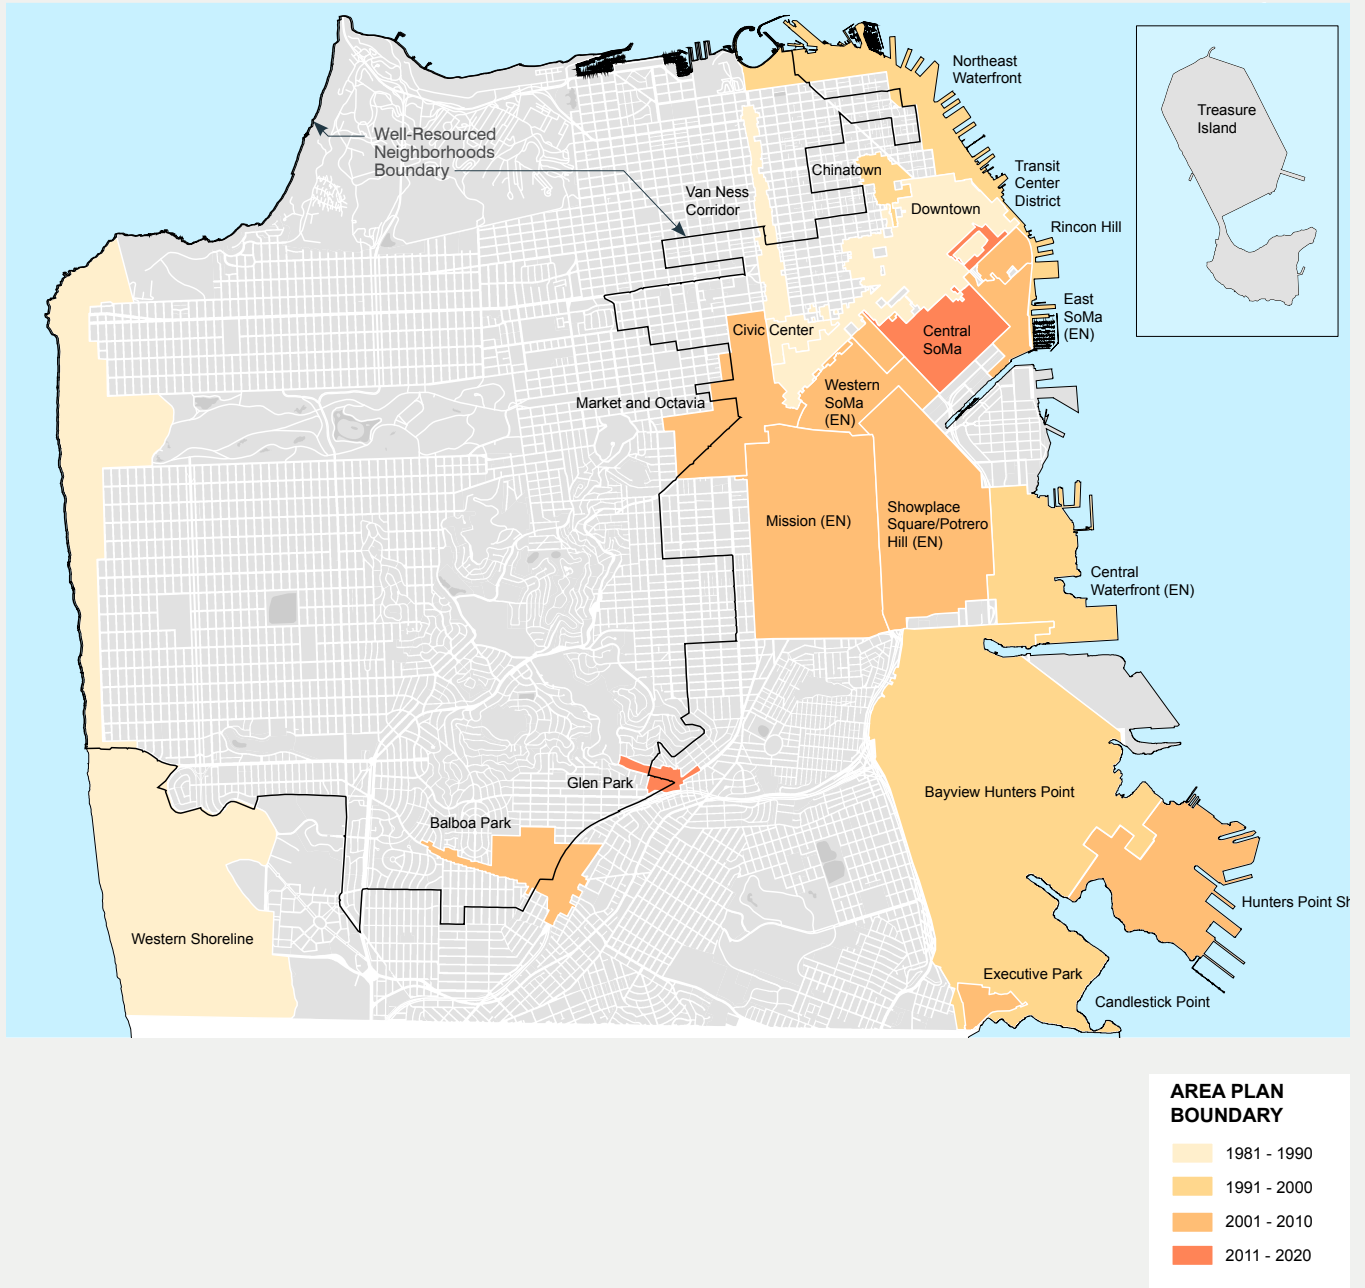 Northeast
Waterfront
Treasure
Island
Well-Resourced
Neighborhoods
Boundary
Chinatown
Transit
Center
District
Van Ness
Corridor
Downtown
Rincon Hill
East
SoMa
(EN)
Civic Center
Central
SoMa
Western
SoMa
(EN)
Market and Octavia
Mission (EN)
Showplace
Square/Potrero
Hill (EN)
Central
Waterfront (EN)
Glen Park
Bayview Hunters Point
Balboa Park
Hunters Point Sh
Western Shoreline
Executive Park
Candlestick Point
AREA PLAN
BOUNDARY
1981 - 1990
1991 - 2000
2001 - 2010
2011 - 2020